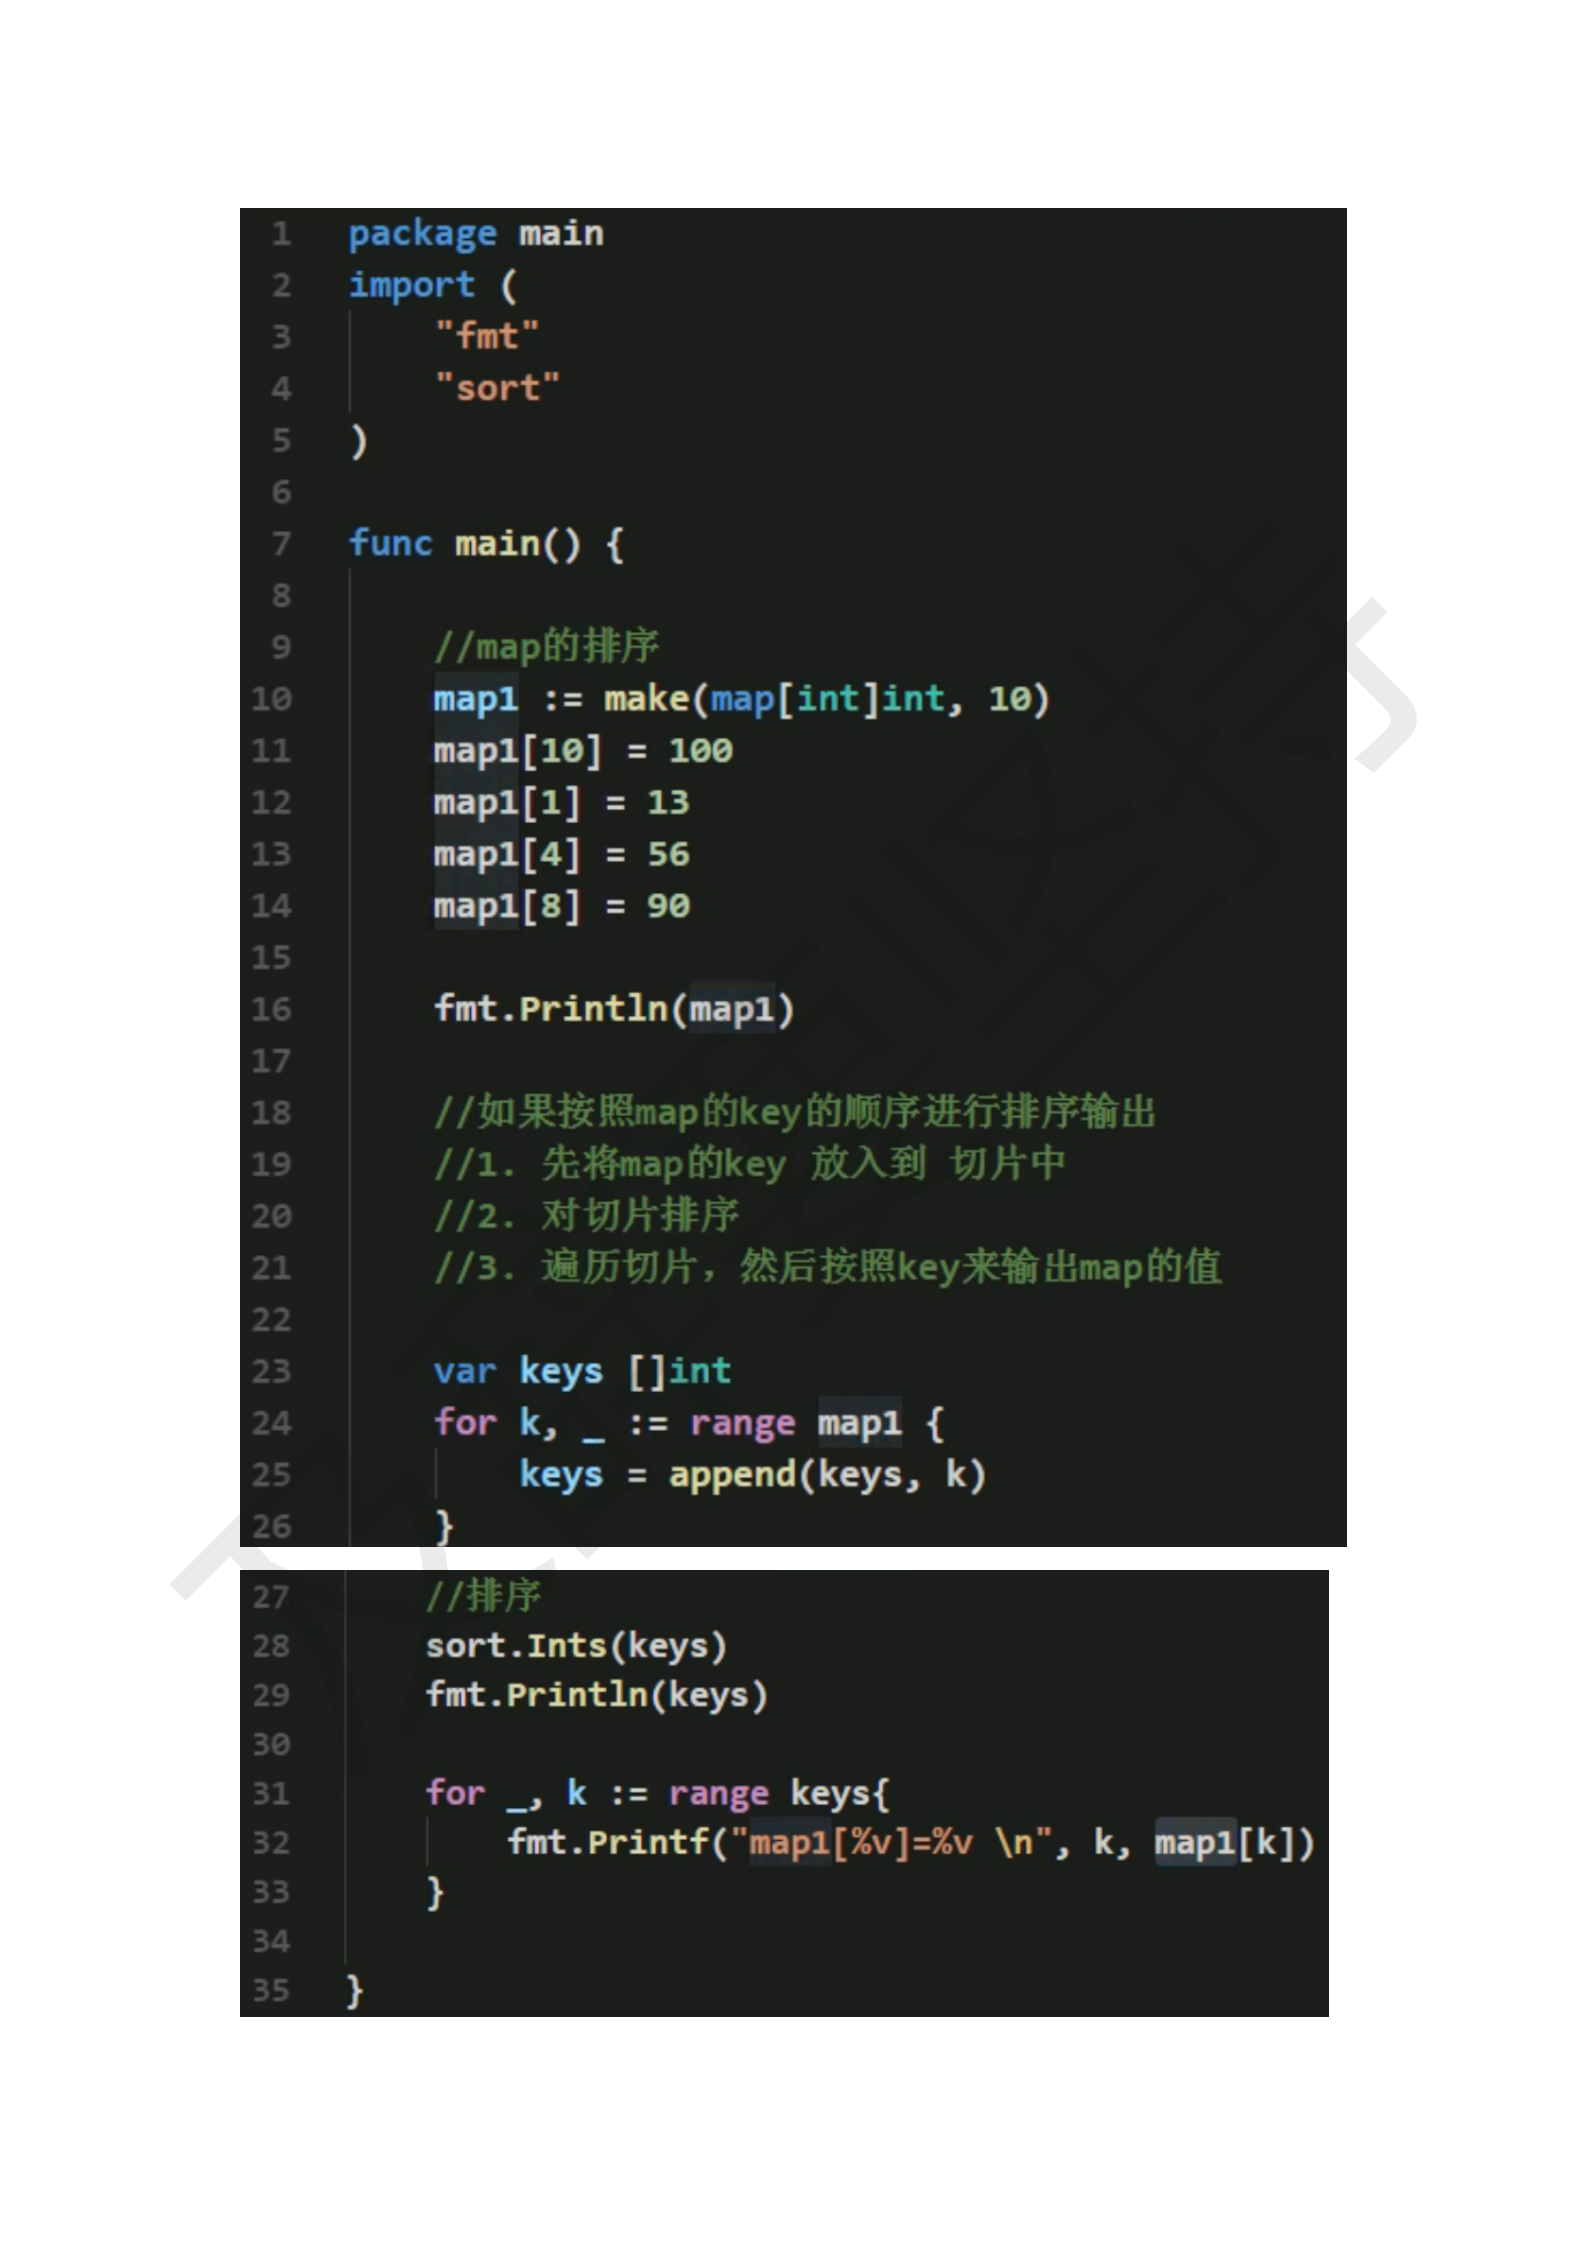 1 package main
2 import (
3 "fmt"
4 "sort"
5 )
6
7 func main() {
8
9 //map的排序
10 map1 := make(map[int]int, 10)
11 map1[10] = 100
12 map1[1] = 13
13 map1[4] = 56
14 map1[8] = 90
15
16 fmt.Println(map1)
17
18 //如果按照map的key的顺序进行排序输出
19 //1. 先将map的key 放入到 切片中
20 //2. 对切片排序
21 //3. 遍历切片，然后按照key来输出map的值
22
23 var keys []int
24 for k, _ := range map1 {
25 keys = append(keys, k)
26 }
27 //排序
28 sort.Ints(keys)
29 fmt.Println(keys)
30
31 for _, k := range keys{
32 fmt.Printf("map1[%v]=%v \n", k, map1[k])
33 }
34
35 }